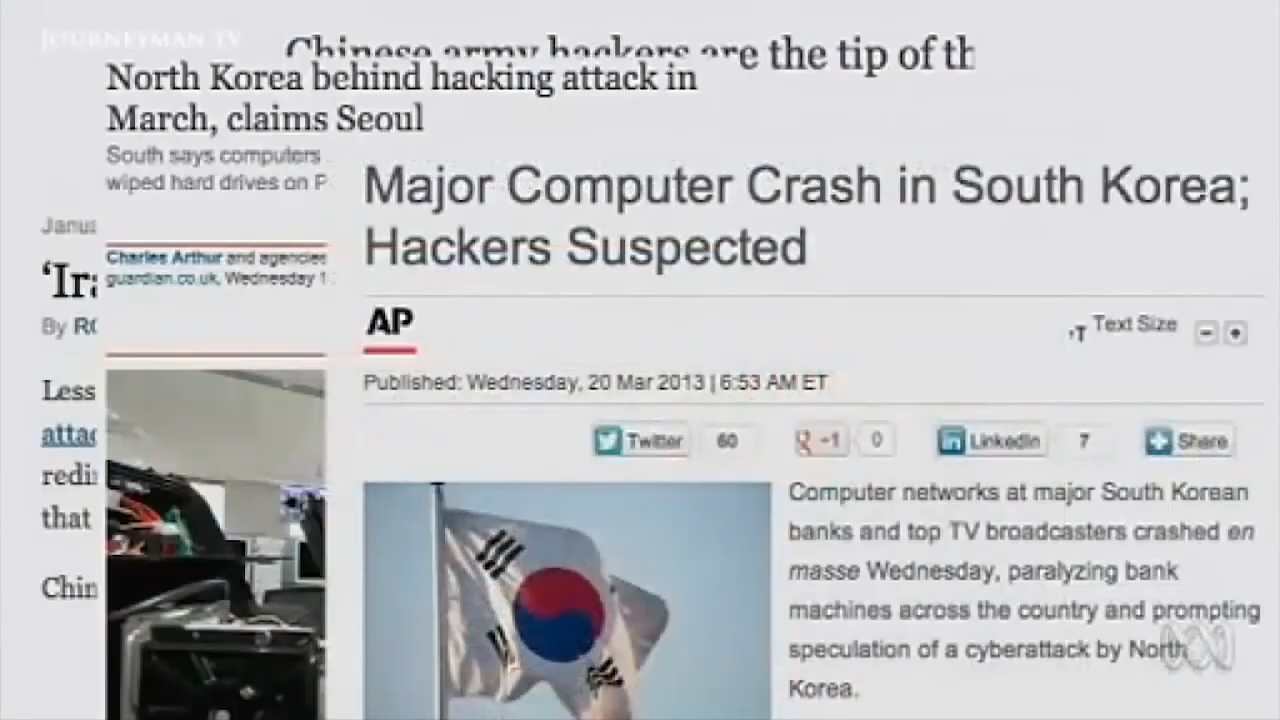 JOURNEYMAN TV
Chinese army hackers are the tip of th
North Korea behind hacking attack in
March, claims Seoul
South says computers
wiped hard drives on P
Janua
'Ira
By RO
Charles Arthur and agencies
guardian.co.uk, Wednesday 1
Less
attac
redi
that
Chin
Major Computer Crash in South Korea;
Hackers Suspected
AP
Text Size
Published: Wednesday, 20 Mar 2013 | 6:53 AM ET
Twitter 60 +1 0 LinkedIn 7 Share
Computer networks at major South Korean
banks and top TV broadcasters crashed en
masse Wednesday, paralyzing bank
machines across the country and prompting
speculation of a cyberattack by North
Korea.